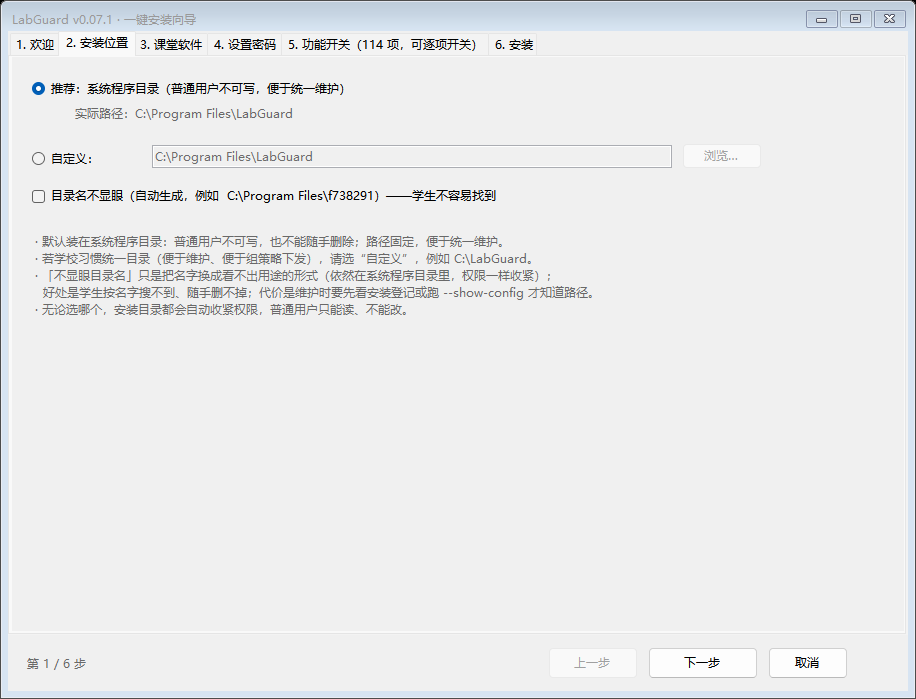 LabGuard v0.07.1 · 一键安装向导
1. 欢迎 2. 安装位置 3. 课堂软件 4. 设置密码 5. 功能开关（114 项，可逐项开关） 6. 安装
推荐：系统程序目录（普通用户不可写，便于统一维护）
实际路径：C:\Program Files\LabGuard
自定义： C:\Program Files\LabGuard 浏览...
目录名不显眼（自动生成，例如 C:\Program Files\f738291）——学生不容易找到
· 默认装在系统程序目录：普通用户不可写，也不能随手删除；路径固定，便于统一维护。
· 若学校习惯统一目录（便于维护、便于组策略下发），请选“自定义”，例如 C:\LabGuard。
· 「不显眼目录名」只是把名字换成看不出用途的形式（依然在系统程序目录里，权限一样收紧）；
好处是学生按名字搜不到、随手删不掉；代价是维护时要先看安装登记或跑 --show-config 才知道路径。
· 无论选哪个，安装目录都会自动收紧权限，普通用户只能读、不能改。
第 1 / 6 步 上一步 下一步 取消